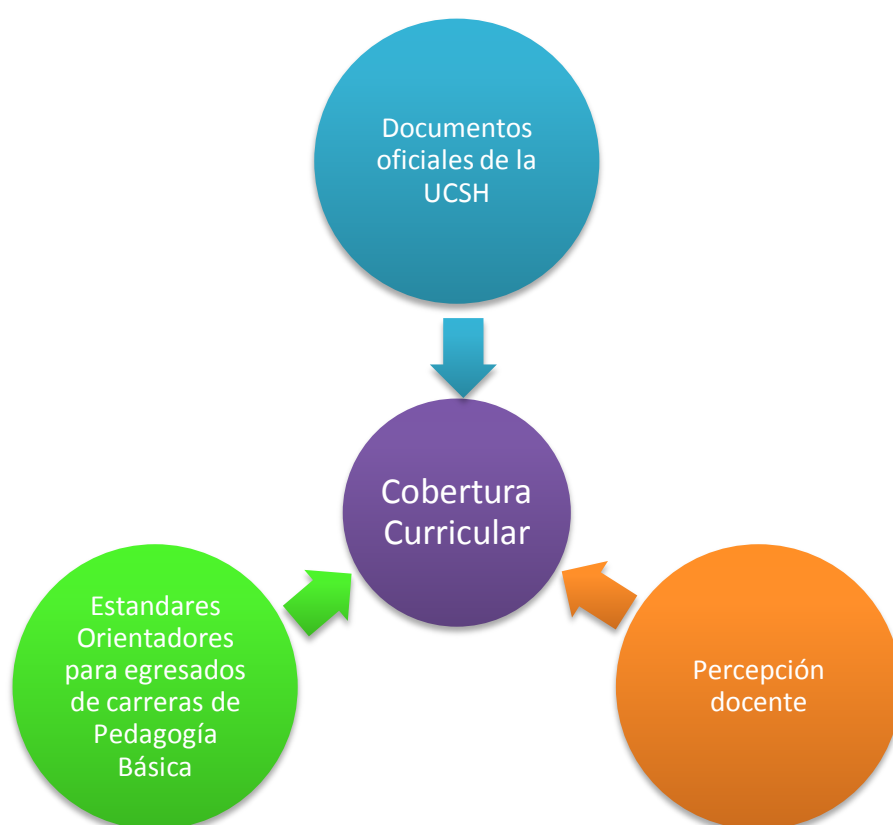 Documentos
oficiales de la
UCSH
Cobertura
Curricular
Estandares
Orientadores
para egresados
de carreras de
Pedagogía
Básica
Percepción
docente